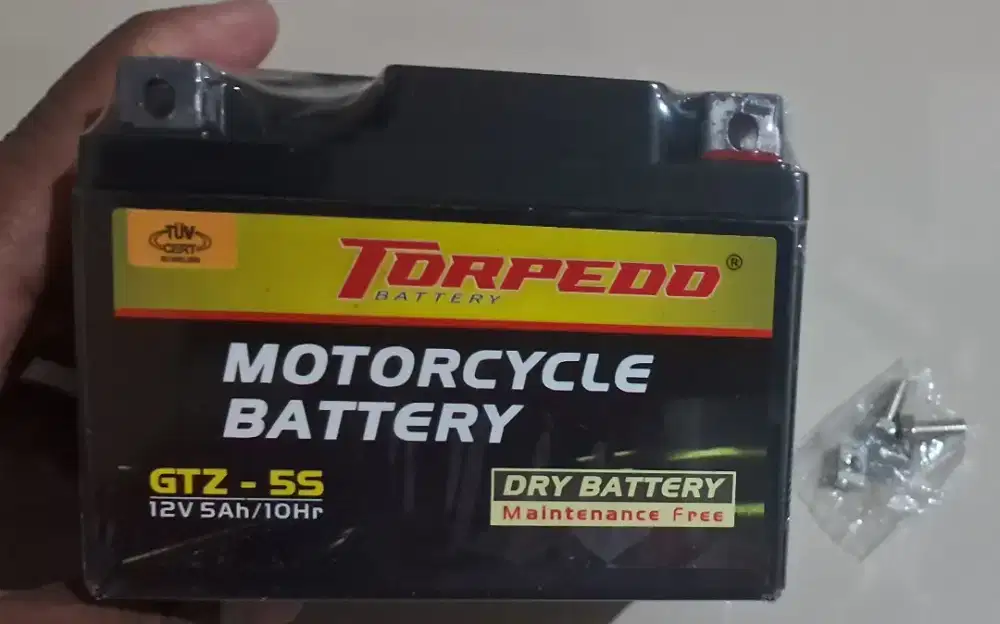 TÜV
CERT
TORPEDO®
BATTERY
MOTORCYCLE
BATTERY
GTZ - 5S
12V 5Ah/10Hr
DRY BATTERY
Maintenance Free